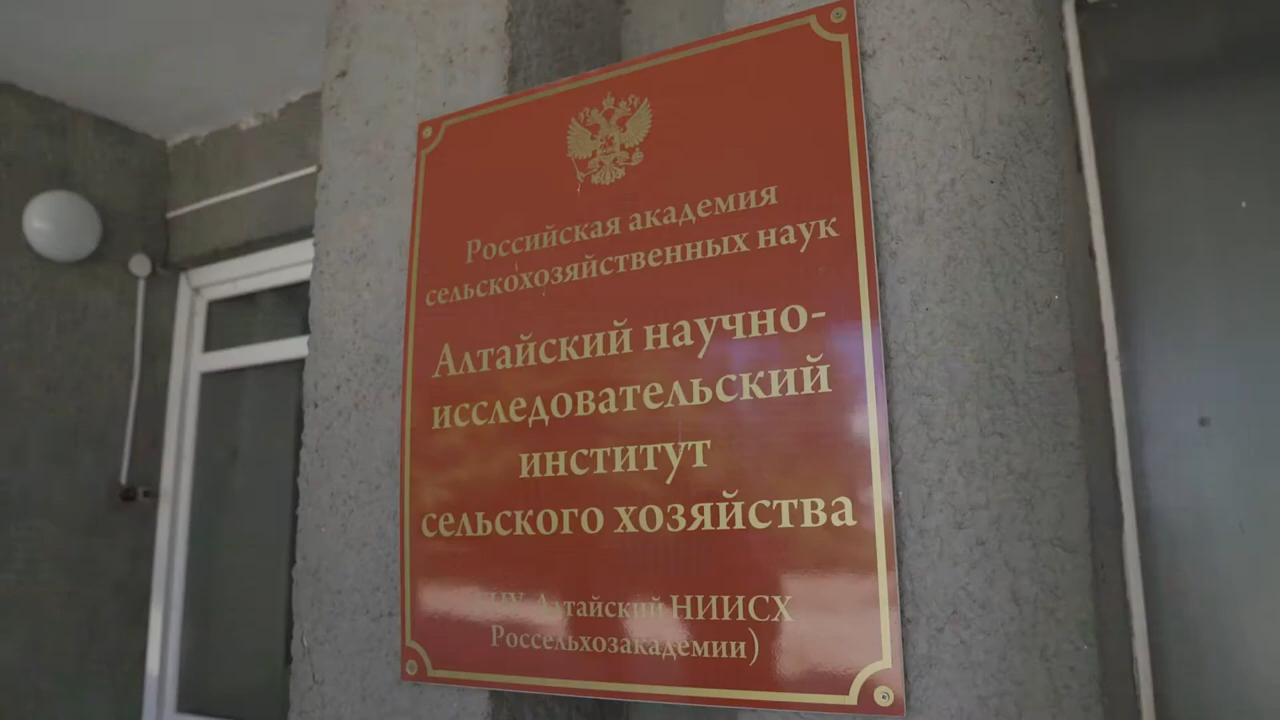 Российская академия
сельскохозяйственных наук
Алтайский научно-
исследовательский
институт
сельского хозяйства
Алтайский НИИСХ
Россельхозакадемии)